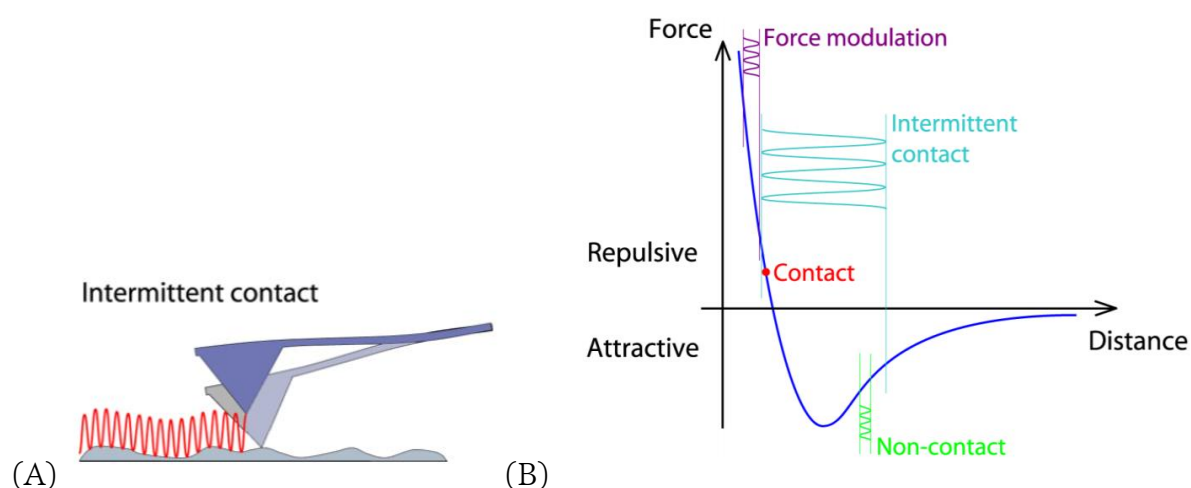 Intermittent contact
(A)
Force
Force modulation
Intermittent
contact
Repulsive
Contact
Attractive
Distance
Non-contact
(B)